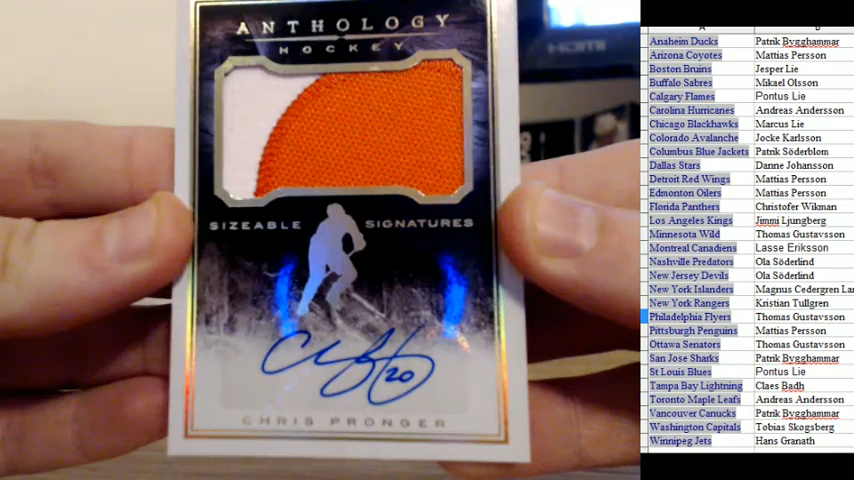 ANTHOLOGY
HOCKEY
SIZEABLE SIGNATURES
20
CHRIS PRONGER
Anaheim Ducks Patrik Bygghammar
Arizona Coyotes Mattias Persson
Boston Bruins Jesper Lie
Buffalo Sabres Mikael Olsson
Calgary Flames Pontus Lie
Carolina Hurricanes Andreas Andersson
Chicago Blackhawks Marcus Lie
Colorado Avalanche Jocke Karlsson
Columbus Blue Jackets Patrik Söderblom
Dallas Stars Danne Johansson
Detroit Red Wings Mattias Persson
Edmonton Oilers Mattias Persson
Florida Panthers Christofer Wikman
Los Angeles Kings Jimmi Ljungberg
Minnesota Wild Thomas Gustavsson
Montreal Canadiens Lasse Eriksson
Nashville Predators Ola Söderlind
New Jersey Devils Ola Söderlind
New York Islanders Magnus Cedergren Lar
New York Rangers Kristian Tullgren
Philadelphia Flyers Thomas Gustavsson
Pittsburgh Penguins Mattias Persson
Ottawa Senators Thomas Gustavsson
San Jose Sharks Patrik Bygghammar
St Louis Blues Pontus Lie
Tampa Bay Lightning Claes Badh
Toronto Maple Leafs Andreas Andersson
Vancouver Canucks Patrik Bygghammar
Washington Capitals Tobias Skogsberg
Winnipeg Jets Hans Granath